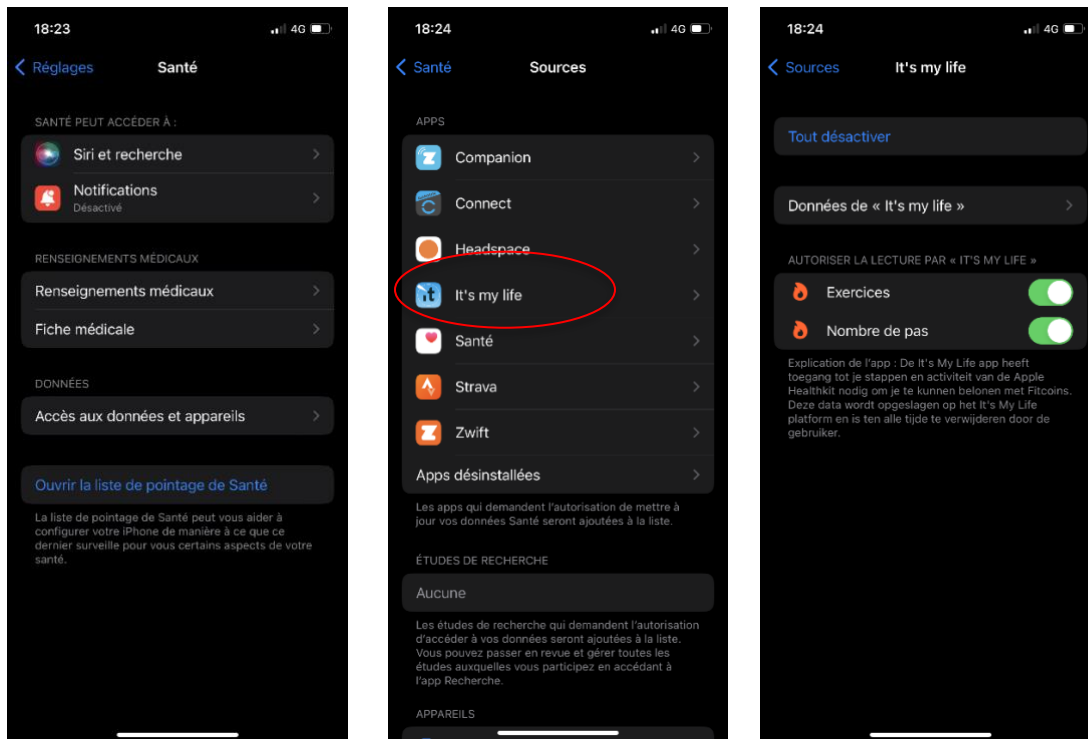 18:23
4G
Réglages
Santé
SANTÉ PEUT ACCÉDER À :
Siri et recherche
Notifications
Désactivé
RENSEIGNEMENTS MÉDICAUX
Renseignements médicaux
Fiche médicale
DONNÉES
Accès aux données et appareils
Ouvrir la liste de pointage de Santé
La liste de pointage de Santé peut vous aider à
configurer votre iPhone de manière à ce que ce
dernier surveille pour vous certains aspects de votre
santé.
18:24
4G
Santé
Sources
APPS
Companion
Connect
Headspace
it
It's my life
Santé
Strava
Zwift
Apps désinstallées
Les apps qui demandent l'autorisation de mettre à
jour vos données Santé seront ajoutées à la liste.
ÉTUDES DE RECHERCHE
Aucune
Les études de recherche qui demandent l'autorisation
d'accéder à vos données seront ajoutées à la liste.
Vous pouvez passer en revue et gérer toutes les
études auxquelles vous participez en accédant à
l'app Recherche.
APPAREILS
18:24
4G
Sources
It's my life
Tout désactiver
Données de « It's my life »
AUTORISER LA LECTURE PAR « IT'S MY LIFE »
Exercices
Nombre de pas
Explication de l'app : De It's My Life app heeft
toegang tot je stappen en activiteit van de Apple
Healthkit nodig om je te kunnen belonen met Fitcoins.
Deze data wordt opgeslagen op het It's My Life
platform en is ten alle tijde te verwijderen door de
gebruiker.